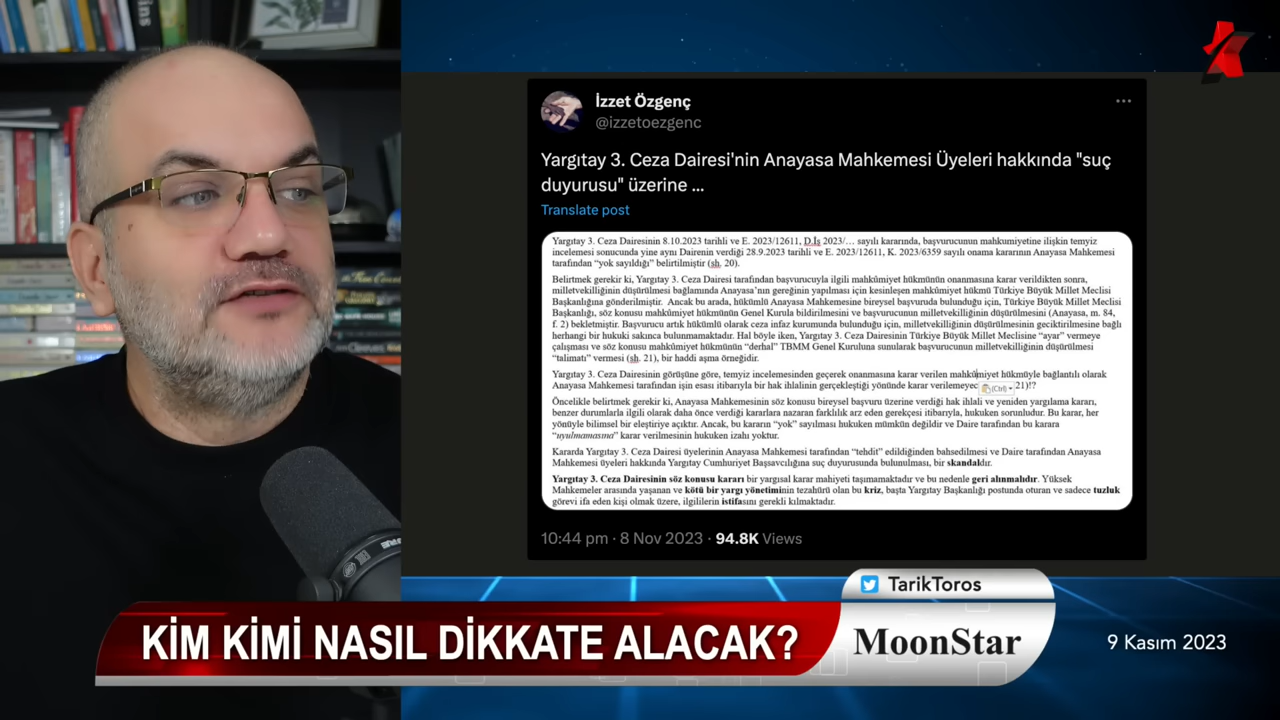 İzzet Özgenç
@izzetoezgenc
Yargıtay 3. Ceza Dairesi'nin Anayasa Mahkemesi Üyeleri hakkında "suç
duyurusu" üzerine ...
Translate post
Yargıtay 3. Ceza Dairesinin 8.10.2023 tarihli ve E. 2023/12611, D.İş 2023/… sayılı kararında, başvurucunun mahkumiyetine ilişkin temyiz
incelemesi sonucunda yine aynı Dairenin verdiği 28.9.2023 tarihli ve E. 2023/12611, K. 2023/6359 sayılı onama kararının Anayasa Mahkemesi
tarafından “yok sayıldığı” belirtilmiştir (sh. 20).
Belirtmek gerekir ki, Yargıtay 3. Ceza Dairesi tarafından başvurucuyla ilgili mahkûmiyet hükmünün onanmasına karar verildikten sonra,
milletvekilliğinin düşürülmesi bağlamında Anayasa’nın gereğinin yapılması için kesinleşen mahkûmiyet hükmü Türkiye Büyük Millet Meclisi
Başkanlığına gönderilmiştir. Ancak bu arada, hükümlü Anayasa Mahkemesine bireysel başvuruda bulunduğu için, Türkiye Büyük Millet Meclisi
Başkanlığı, söz konusu mahkûmiyet hükmünün Genel Kurula bildirilmesini ve başvurucunun milletvekilliğinin düşürülmesini (Anayasa, m. 84,
f. 2) bekletmiştir. Başvurucu artık hükümlü olarak ceza infaz kurumunda bulunduğu için, milletvekilliğinin düşürülmesinin geciktirilmesine bağlı
herhangi bir hukuki sakınca bulunmamaktadır. Hal böyle iken, Yargıtay 3. Ceza Dairesinin Türkiye Büyük Millet Meclisine “ayar” vermeye
çalışması ve söz konusu mahkûmiyet hükmünün “derhal” TBMM Genel Kuruluna sunularak başvurucunun milletvekilliğinin düşürülmesi
“talimatı” vermesi (sh. 21), bir haddi aşma örneğidir.
Yargıtay 3. Ceza Dairesinin görüşüne göre, temyiz incelemesinden geçerek onanmasına karar verilen mahkûmiyet hükmüyle bağlantılı olarak
Anayasa Mahkemesi tarafından işin esası itibarıyla bir hak ihlalinin gerçekleştiği yönünde karar verilemeyec (Ctrl) 21)!?
Öncelikle belirtmek gerekir ki, Anayasa Mahkemesinin söz konusu bireysel başvuru üzerine verdiği hak ihlali ve yeniden yargılama kararı,
benzer durumlarla ilgili olarak daha önce verdiği kararlara nazaran farklılık arz eden gerekçesi itibarıyla, hukuken sorunludur. Bu karar, her
yönüyle bilimsel bir eleştiriye açıktır. Ancak, bu kararın “yok” sayılması hukuken mümkün değildir ve Daire tarafından bu karara
“uyulmamasına” karar verilmesinin hukuken izahı yoktur.
Kararda Yargıtay 3. Ceza Dairesi üyelerinin Anayasa Mahkemesi tarafından “tehdit” edildiğinden bahsedilmesi ve Daire tarafından Anayasa
Mahkemesi üyeleri hakkında Yargıtay Cumhuriyet Başsavcılığına suç duyurusunda bulunulması, bir skandaldır.
Yargıtay 3. Ceza Dairesinin söz konusu kararı bir yargısal karar mahiyeti taşımamaktadır ve bu nedenle geri alınmalıdır. Yüksek
Mahkemeler arasında yaşanan ve kötü bir yargı yönetiminin tezahürü olan bu kriz, başta Yargıtay Başkanlığı postunda oturan ve sadece tuzluk
görevi ifa eden kişi olmak üzere, ilgililerin istifasını gerekli kılmaktadır.
10:44 pm · 8 Nov 2023 · 94.8K Views
TarikToros
KİM KİMİ NASIL DİKKATE ALACAK?
MoonStar
9 Kasım 2023